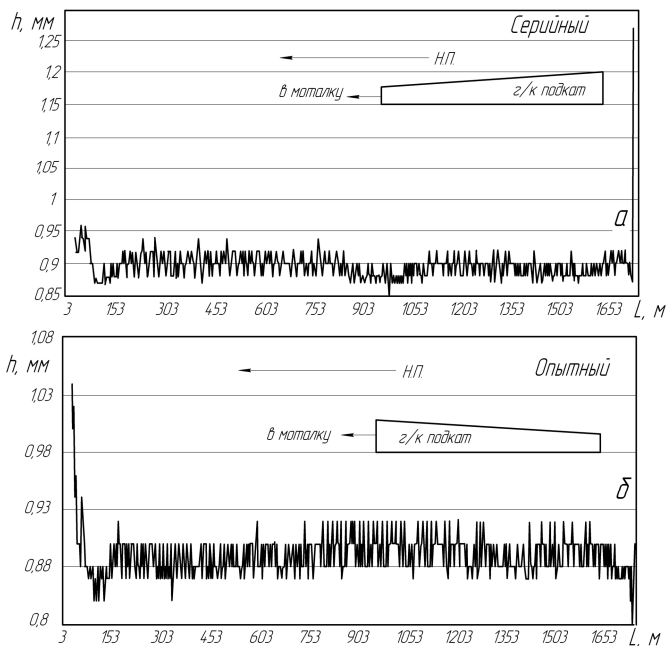 h, мм
1,25
1,2
1,15
1,1
1,05
1
0,95
0,9
0,85
Серийный
Н.П.
в моталку
г/к подкат
а
3 153 303 453 603 753 903 1053 1203 1353 1503 1653 L, м
h, мм
1,08
1,03
0,98
0,93
0,88
0,8
Опытный
Н.П.
в моталку
г/к подкат
б
3 153 303 453 603 753 903 1053 1203 1353 1503 1653 L, м